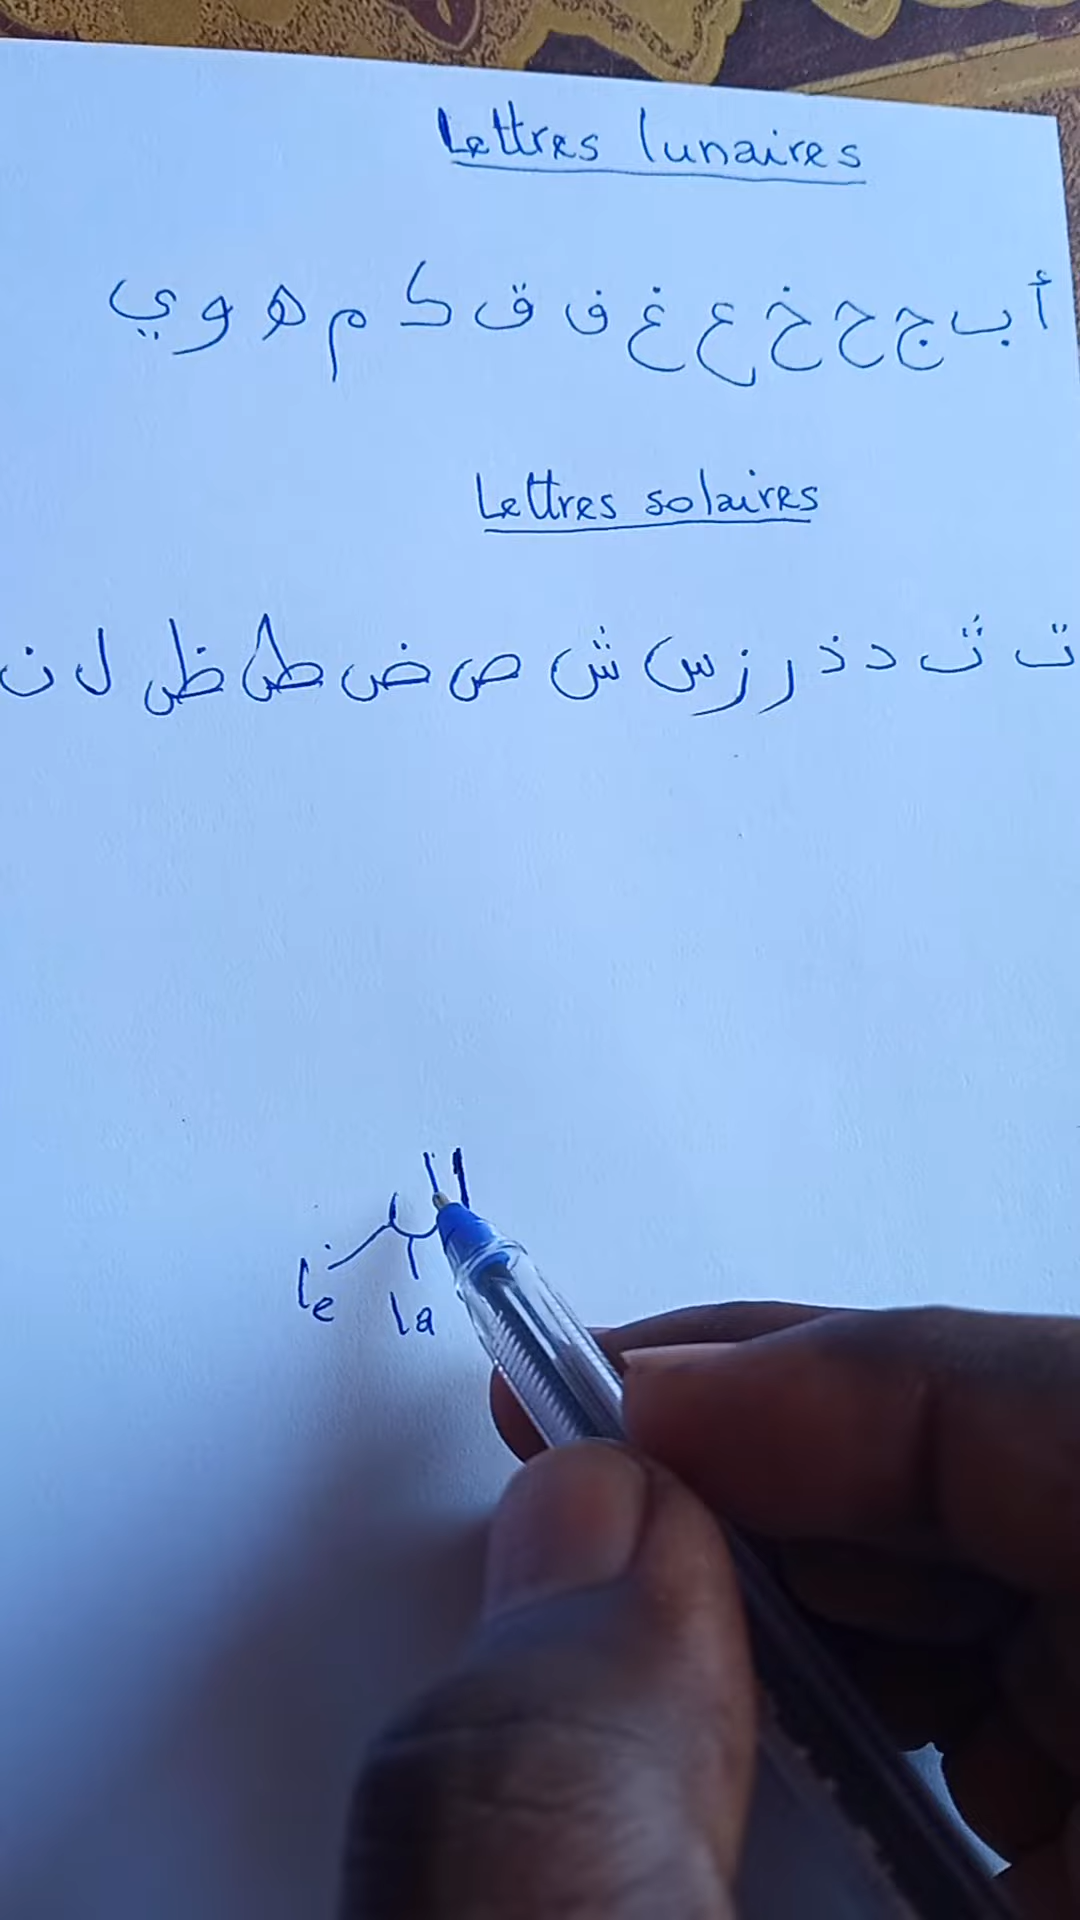 Lettres lunaires
أ ب ج ح خ ع غ ف ق ك م ه و ي
Lettres solaires
ت ث د ذ ر ز س ش ص ض ط ظ ل ن
ال
le la